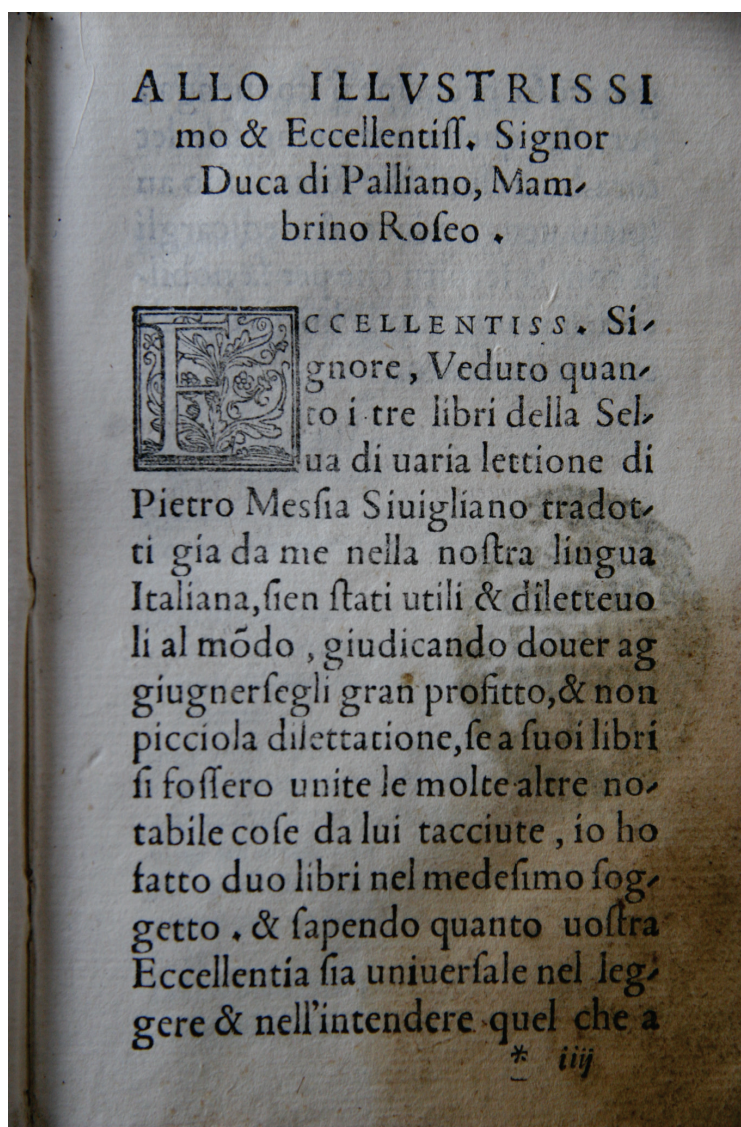 ALLO ILLVSTRISSI
mo & Eccellentiſſ. Signor
Duca di Palliano, Mam-
brino Roſeo .
ECCELLENTISS. Si-
gnore, Veduto quan-
to i tre libri della Sel-
ua di uaria lettione di
Pietro Mesſia Siuigliano tradot-
ti gia da me nella noſtra lingua
Italiana, ſien ſtati utili & diletteuo
li al mõdo , giudicando douer ag
giugnerſegli gran profitto, & non
picciola dilettatione, ſe a ſuoi libri
ſi foſſero unite le molte altre no-
tabile coſe da lui tacciute , io ho
fatto duo libri nel medeſimo ſog-
getto . & ſapendo quanto uoſtra
Eccellentia ſia uniuerſale nel leg-
gere & nell'intendere quel che a
* iiij